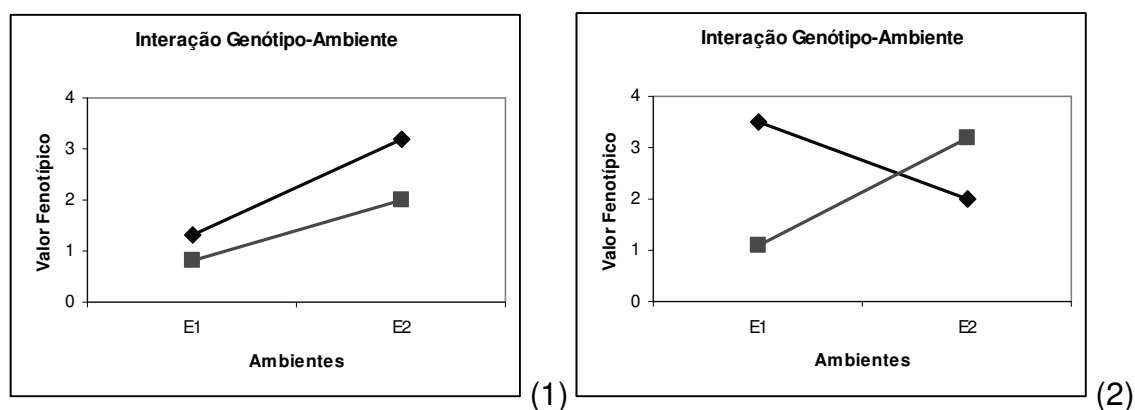 Interação Genótipo-Ambiente
4
3
2
1
0
Valor Fenotípico
E1 E2
Ambientes
(1)
Interação Genótipo-Ambiente
4
3
2
1
0
Valor Fenotípico
E1 E2
Ambientes
(2)